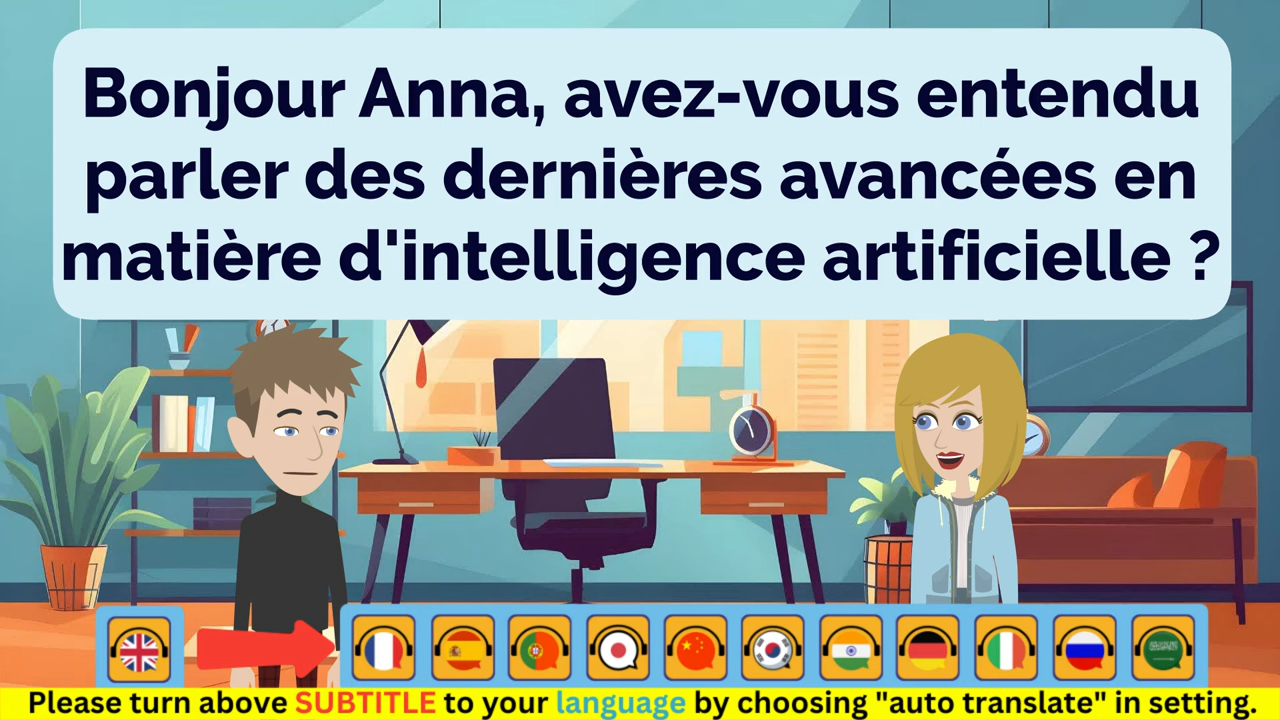 Bonjour Anna, avez-vous entendu
parler des dernières avancées en
matière d'intelligence artificielle ?
Please turn above SUBTITLE to your language by choosing "auto translate" in setting.